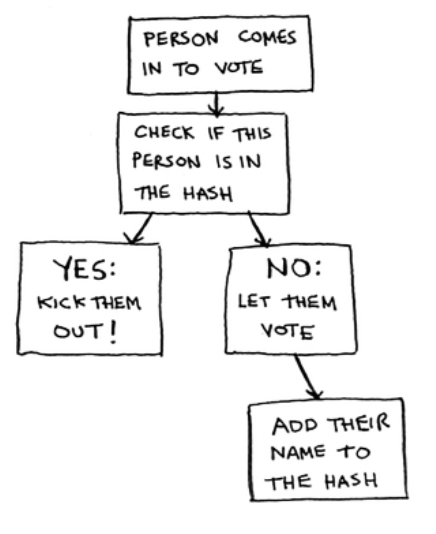 PERSON COMES
IN TO VOTE
CHECK IF THIS
PERSON IS IN
THE HASH
YES:
KICK THEM
OUT!
NO:
LET THEM
VOTE
ADD THEIR
NAME TO
THE HASH